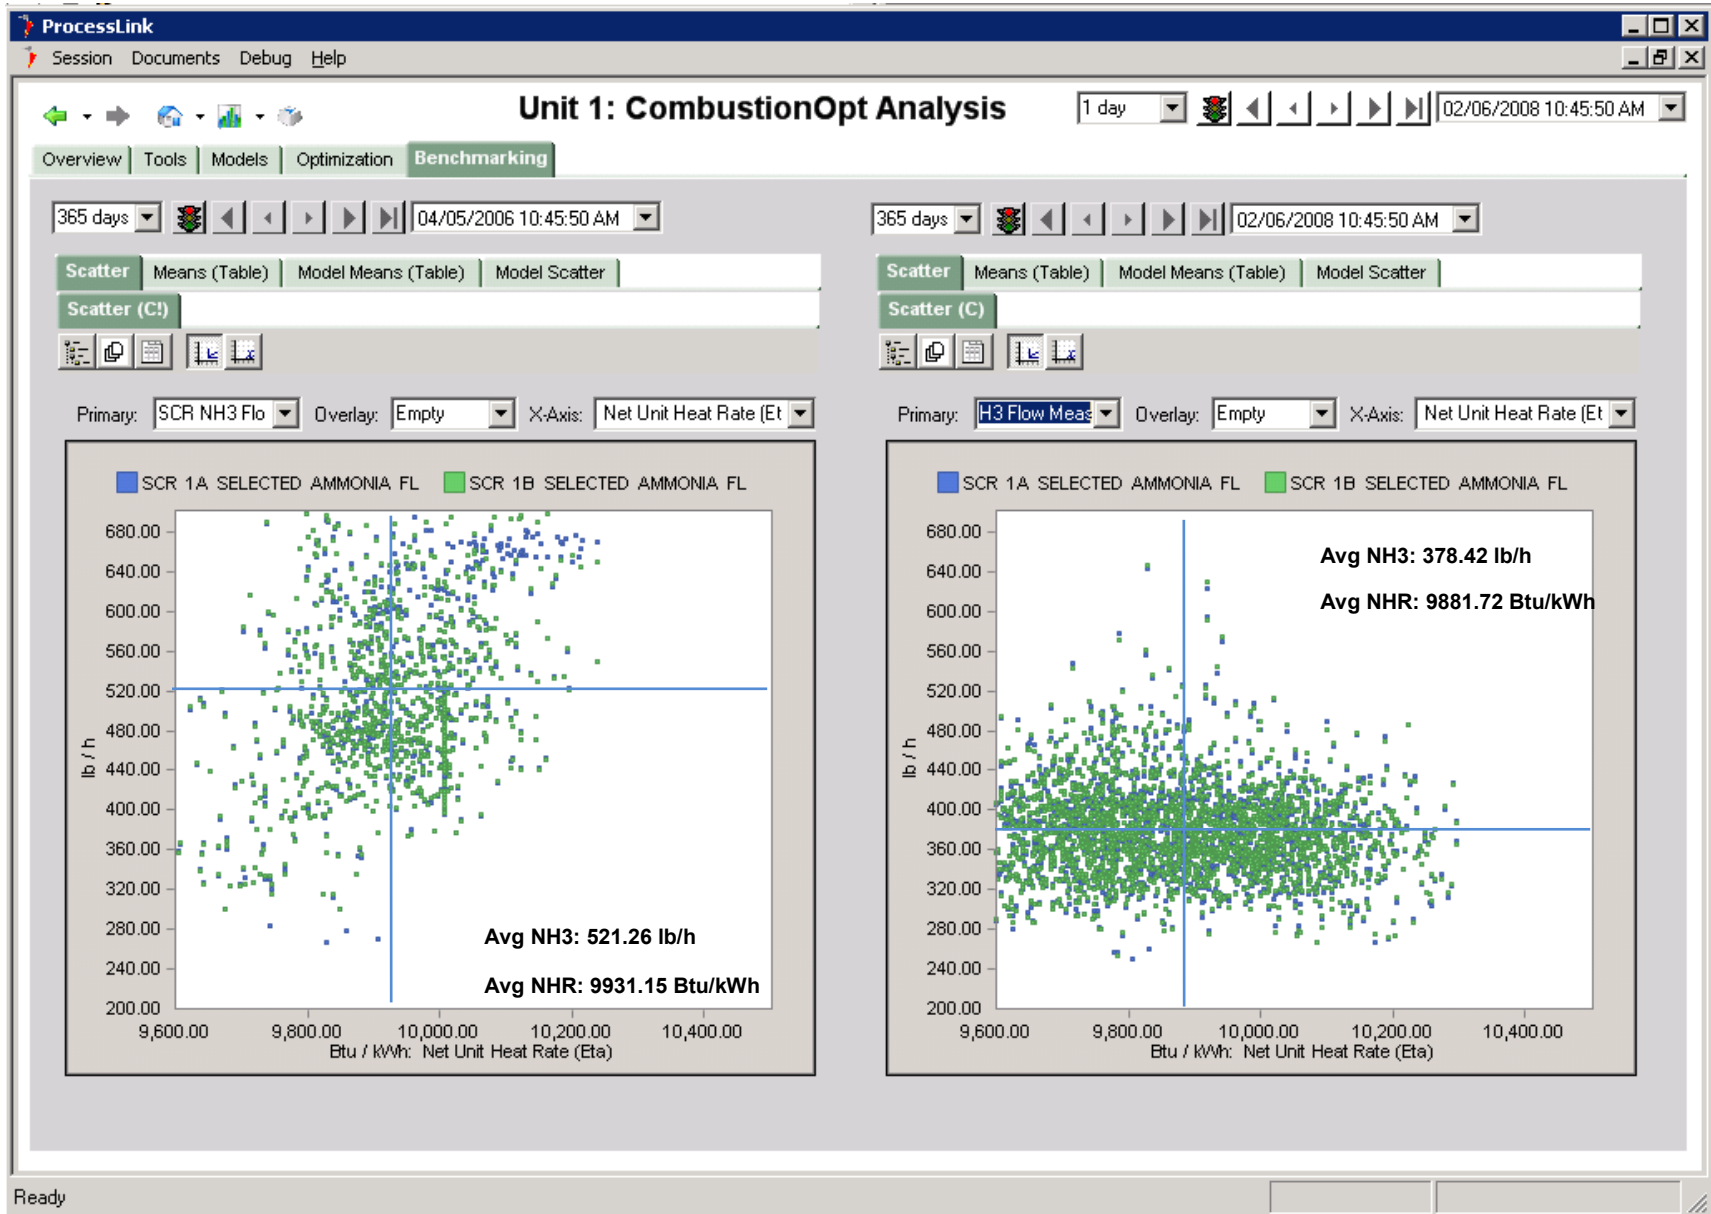 ProcessLink
Session Documents Debug Help
Unit 1: CombustionOpt Analysis
1 day
02/06/2008 10:45:50 AM
Overview Tools Models Optimization Benchmarking
365 days 04/05/2006 10:45:50 AM
Scatter Means (Table) Model Means (Table) Model Scatter
Scatter (C!)
Primary: SCR NH3 Flo Overlay: Empty X-Axis: Net Unit Heat Rate (Et
SCR 1A SELECTED AMMONIA FL SCR 1B SELECTED AMMONIA FL
680.00
640.00
600.00
560.00
520.00
480.00
440.00
400.00
360.00
320.00
280.00
240.00
200.00
lb / h
Avg NH3: 521.26 lb/h
Avg NHR: 9931.15 Btu/kWh
9,600.00 9,800.00 10,000.00 10,200.00 10,400.00
Btu / kWh: Net Unit Heat Rate (Eta)
365 days 02/06/2008 10:45:50 AM
Scatter Means (Table) Model Means (Table) Model Scatter
Scatter (C)
Primary: H3 Flow Meas Overlay: Empty X-Axis: Net Unit Heat Rate (Et
SCR 1A SELECTED AMMONIA FL SCR 1B SELECTED AMMONIA FL
680.00
640.00
600.00
560.00
520.00
480.00
440.00
400.00
360.00
320.00
280.00
240.00
200.00
lb / h
Avg NH3: 378.42 lb/h
Avg NHR: 9881.72 Btu/kWh
9,600.00 9,800.00 10,000.00 10,200.00 10,400.00
Btu / kWh: Net Unit Heat Rate (Eta)
Ready